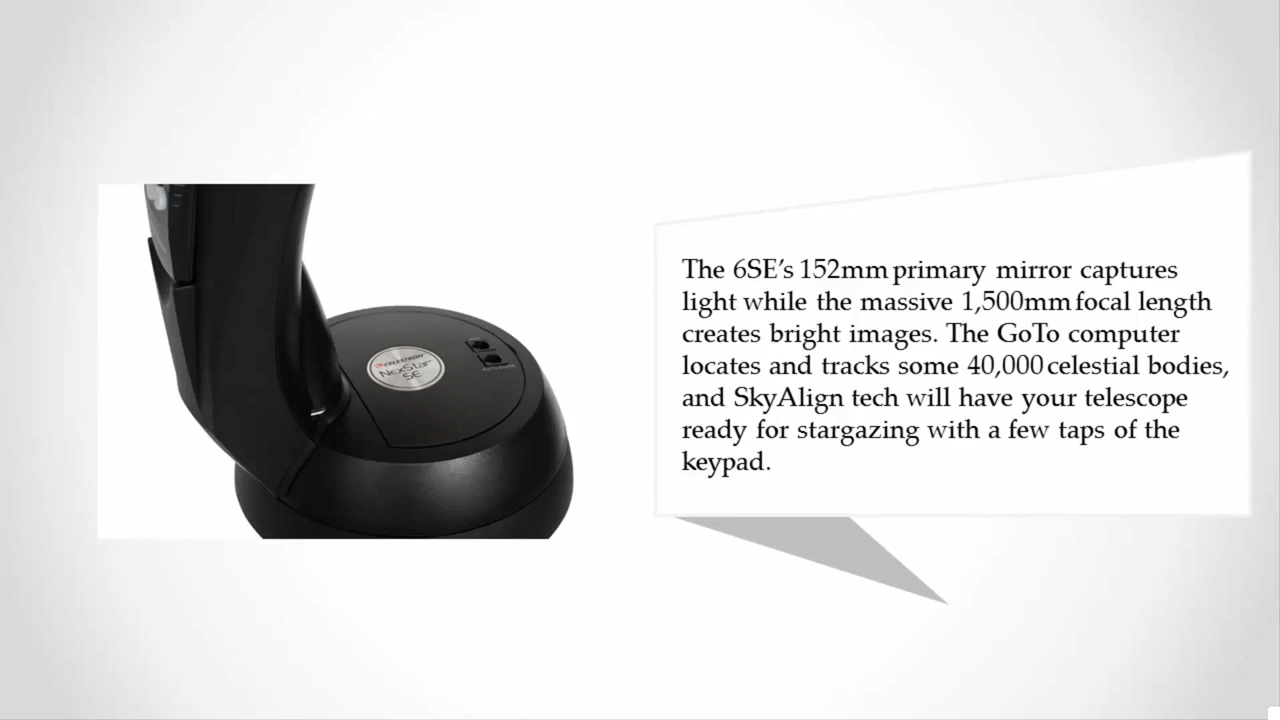 CELESTRON
NexStar
SE
The 6SE’s 152mm primary mirror captures
light while the massive 1,500mm focal length
creates bright images. The GoTo computer
locates and tracks some 40,000 celestial bodies,
and SkyAlign tech will have your telescope
ready for stargazing with a few taps of the
keypad.